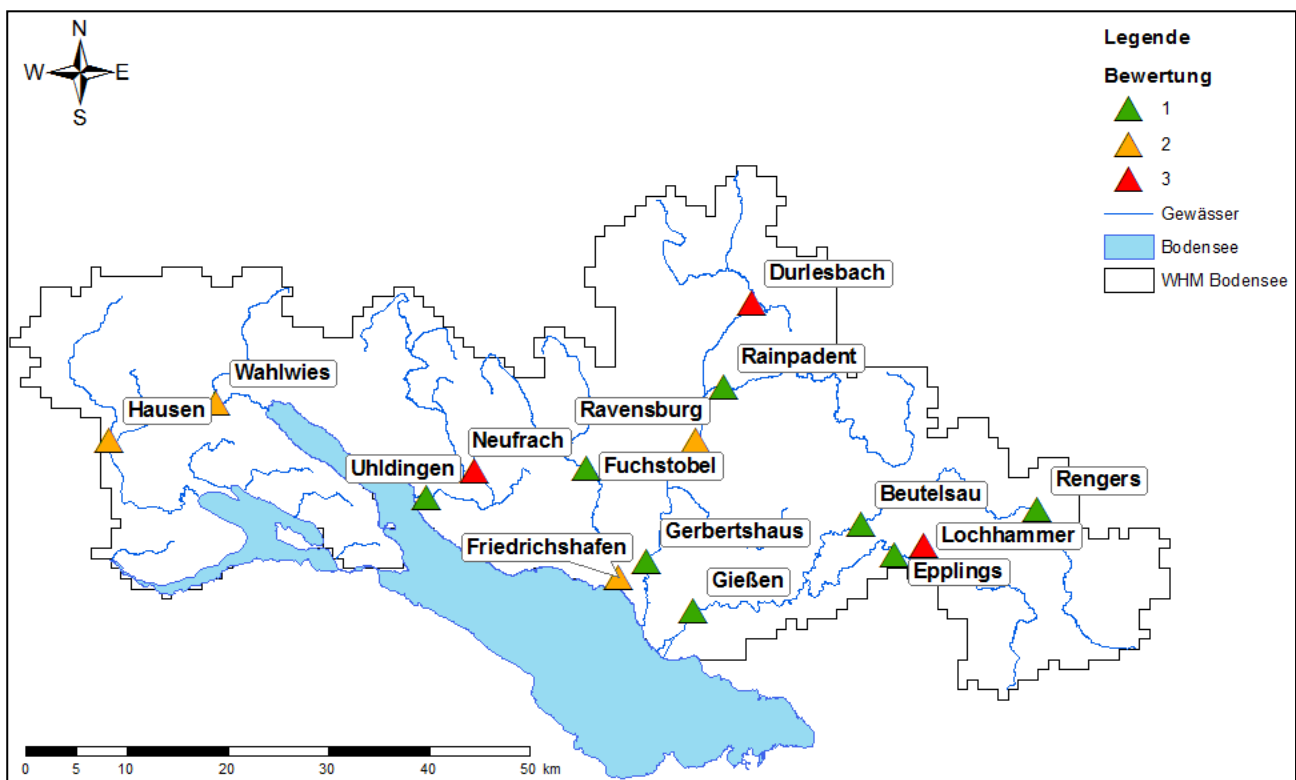 N
W E
S
Legende
Bewertung
1
2
3
Gewässer
Bodensee
WHM Bodensee
Durlesbach
Rainpadent
Wahlwies
Hausen
Ravensburg
Neufrach
Uhldingen
Fuchstobel
Beutelsau
Rengers
Gerbertshaus
Lochhammer
Friedrichshafen
Epplings
Gießen
0 5 10 20 30 40 50 km